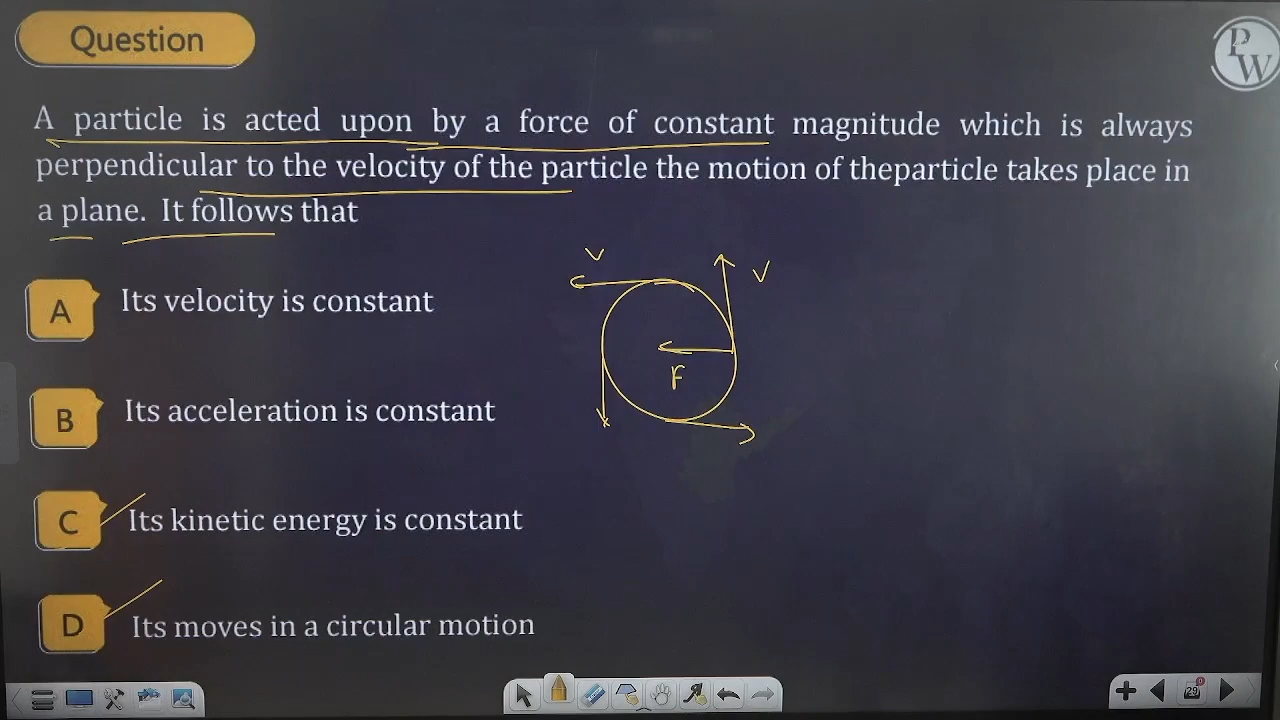 Question
PW
A particle is acted upon by a force of constant magnitude which is always
perpendicular to the velocity of the particle the motion of theparticle takes place in
a plane. It follows that
A Its velocity is constant
B Its acceleration is constant
C Its kinetic energy is constant
D Its moves in a circular motion
V
V
F
29